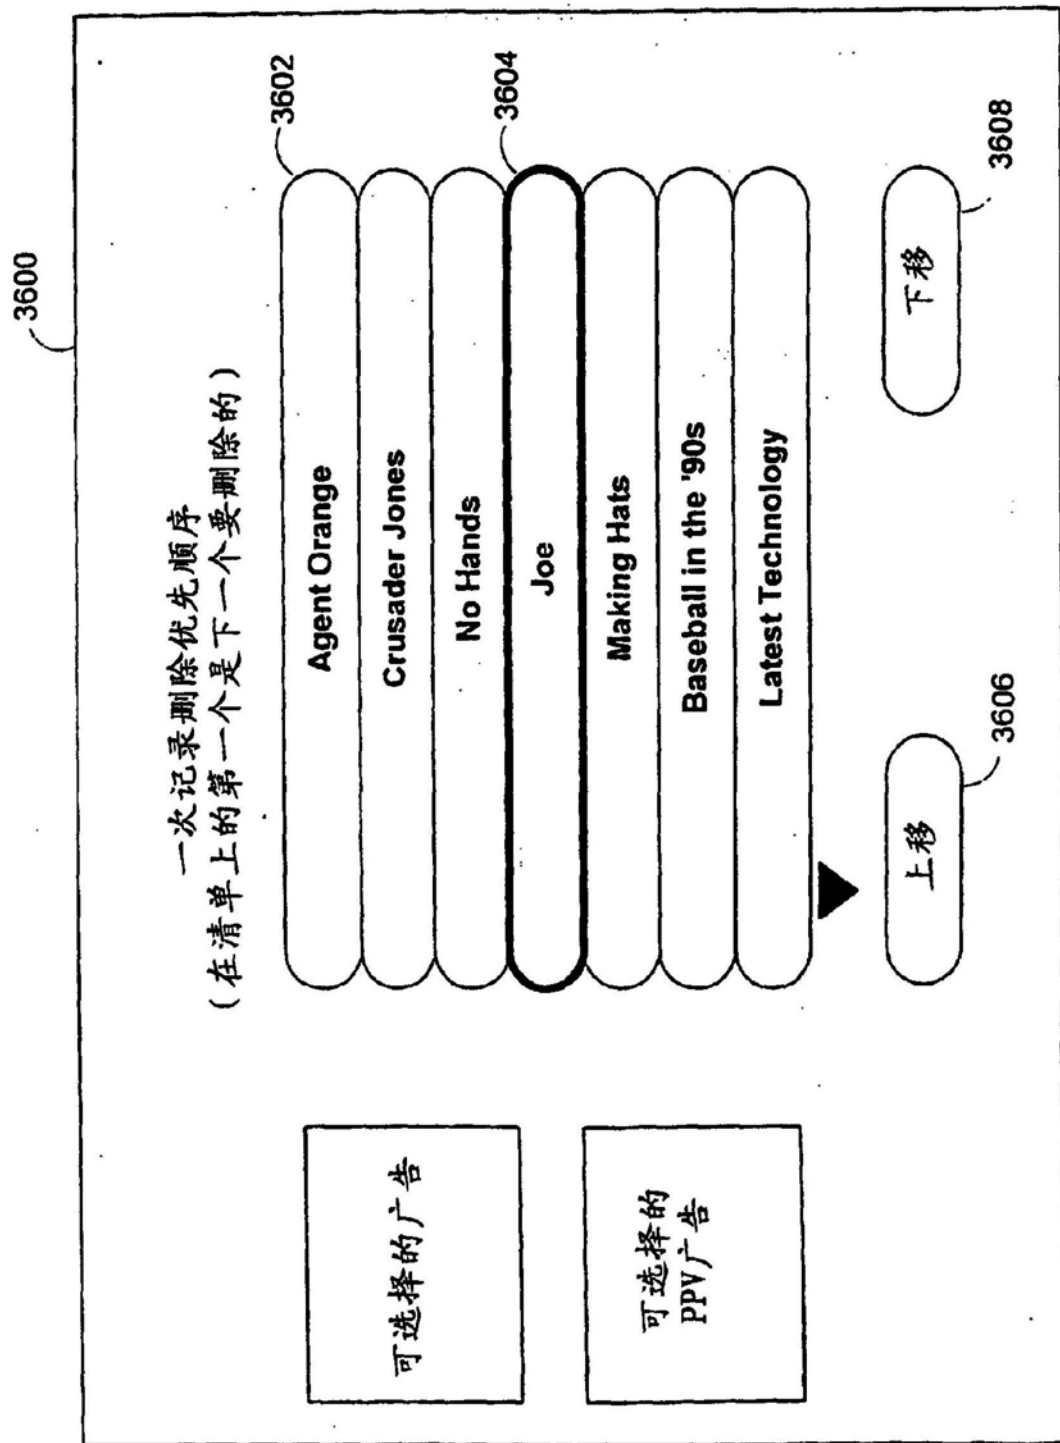 3600
一次记录删除优先顺序
(在清单上的第一个是下一个要删除的)
3602
Agent Orange
Crusader Jones
No Hands
3604
Joe
Making Hats
Baseball in the '90s
Latest Technology
可选择的广告
可选择的
PPV广告
上移
3606
下移
3608